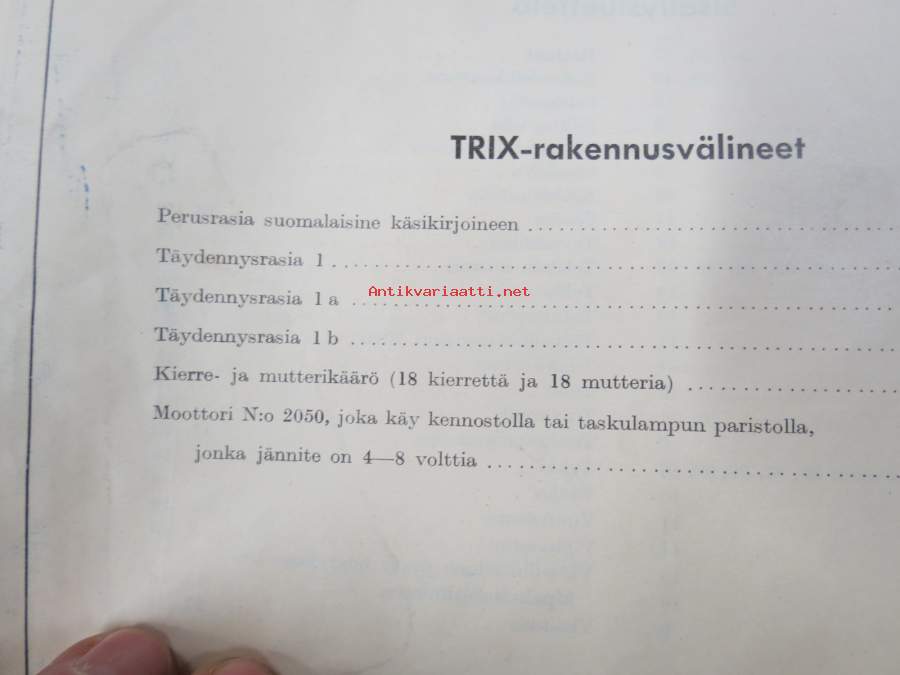 TRIX-rakennusvälineet
Perusrasia suomalaisine käsikirjoineen ........................
Täydennysrasia 1 ........................
Antikvariaatti.net
Täydennysrasia 1 a ........................
Täydennysrasia 1 b ........................
Kierre- ja mutterikäärö (18 kierrettä ja 18 mutteria) ................
Moottori N:o 2050, joka käy kennostolla tai taskulampun paristolla,
jonka jännite on 4—8 volttia ........................